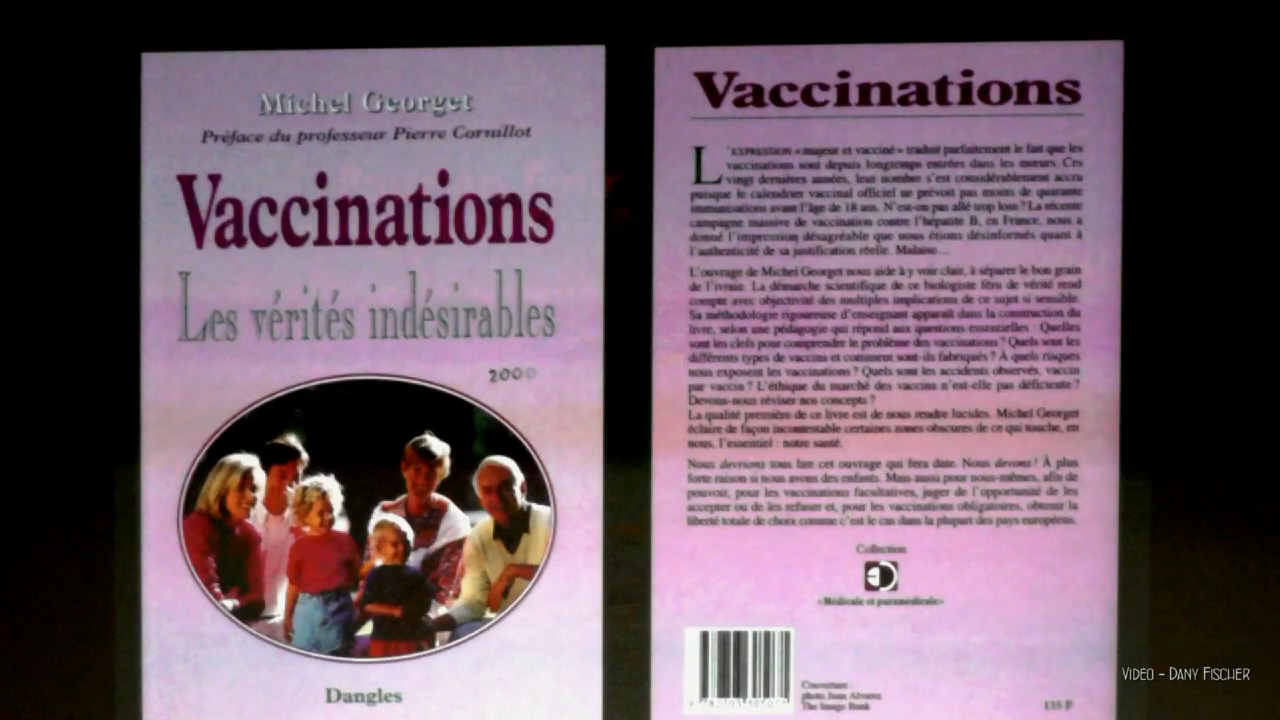 Michel Georget
Préface du professeur Pierre Cornillot
Vaccinations
Les vérités indésirables
2000
Dangles
Vaccinations
L'EXPRESSION « majeur et vacciné » traduit parfaitement le fait que les
vaccinations sont depuis longtemps entrées dans les mœurs. Ces
vingt dernières années, leur nombre s'est considérablement accru
puisque le calendrier vaccinal officiel ne prévoit pas moins de quarante
immunisations avant l'âge de 18 ans. N'est-on pas allé trop loin ? La récente
campagne massive de vaccination contre l'hépatite B, en France, nous a
donné l'impression désagréable que nous étions désinformés quant à
l'authenticité de sa justification réelle. Malaise...
L'ouvrage de Michel Georget nous aide à y voir clair, à séparer le bon grain
de l'ivraie. La démarche scientifique de ce biologiste féru de vérité rend
compte avec objectivité des multiples implications de ce sujet si sensible.
Sa méthodologie rigoureuse d'enseignant apparaît dans la construction du
livre, selon une pédagogie qui répond aux questions essentielles : Quelles
sont les clefs pour comprendre le problème des vaccinations ? Quels sont les
différents types de vaccins et comment sont-ils fabriqués ? À quels risques
nous exposent les vaccinations ? Quels sont les accidents observés, vaccin
par vaccin ? L'éthique du marché des vaccins n'est-elle pas déficiente ?
Devons-nous réviser nos concepts ?
La qualité première de ce livre est de nous rendre lucides. Michel Georget
éclaire de façon incontestable certaines zones obscures de ce qui touche, en
nous, l'essentiel : notre santé.
Nous devrions tous lire cet ouvrage qui fera date. Nous devons ! À plus
forte raison si nous avons des enfants. Mais aussi pour nous-mêmes, afin de
pouvoir, pour les vaccinations facultatives, juger de l'opportunité de les
accepter ou de les refuser et, pour les vaccinations obligatoires, obtenir la
liberté totale de choix comme c'est le cas dans la plupart des pays européens.
Collection
«Médicale et paramédicale»
Couverture :
photo Juan Alvarez
The Image Bank
135 F
VIDÉO - DANY FISCHER